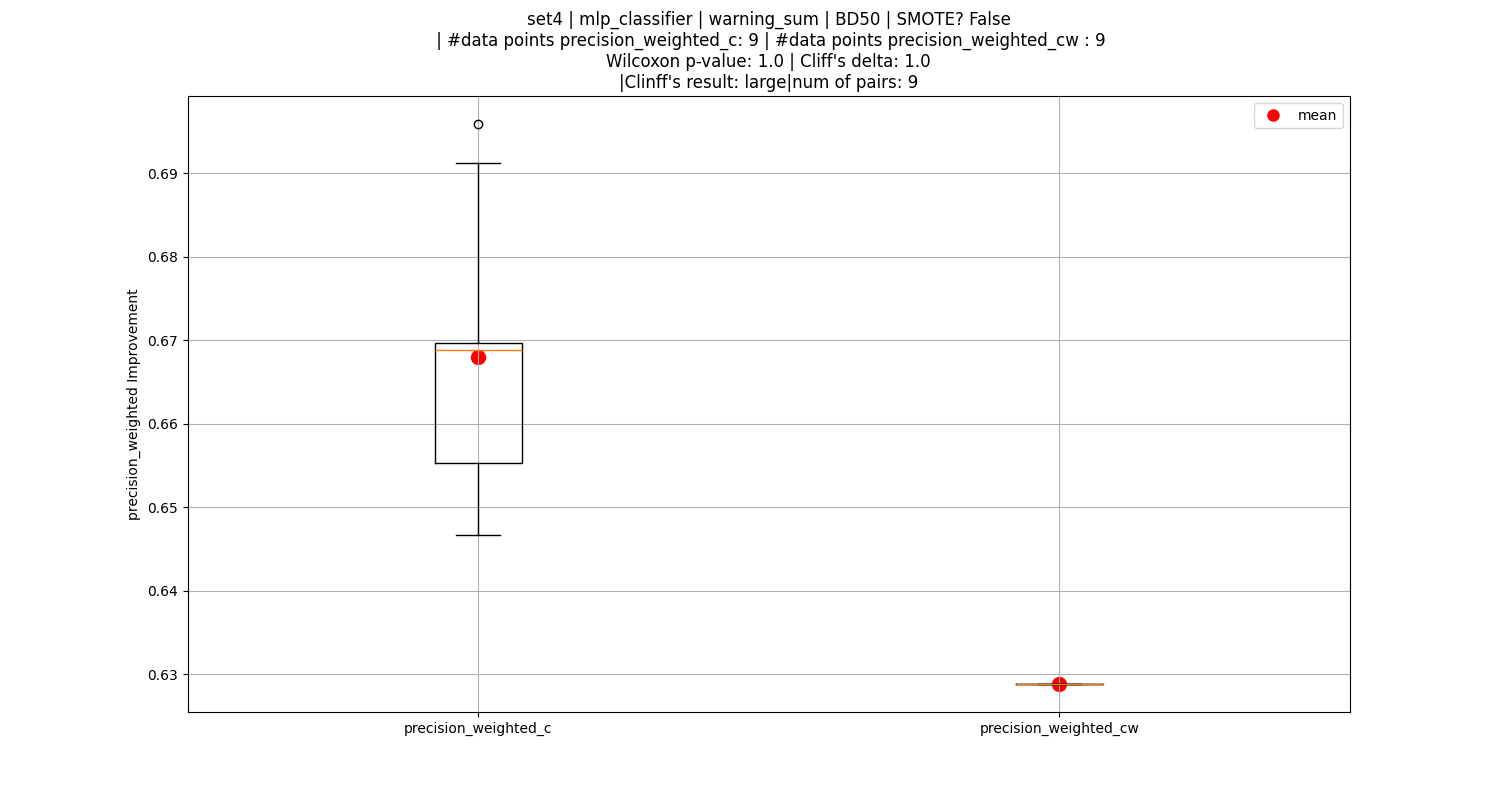 set4 | mlp_classifier | warning_sum | BD50 | SMOTE? False
| #data points precision_weighted_c: 9 | #data points precision_weighted_cw : 9
Wilcoxon p-value: 1.0 | Cliff's delta: 1.0
|Clinff's result: large|num of pairs: 9
mean
0.69
0.68
0.67
0.66
0.65
0.64
0.63
precision_weighted Improvement
precision_weighted_c
precision_weighted_cw